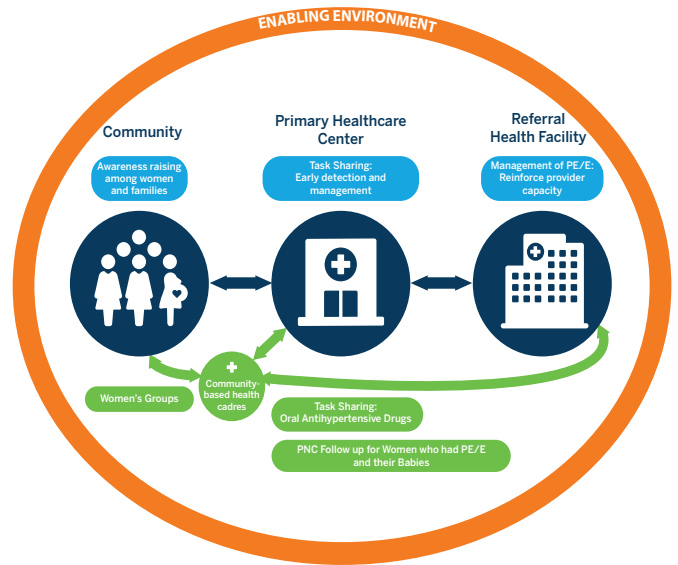 ENABLING ENVIRONMENT
Community
Primary Healthcare
Center
Referral
Health Facility
Awareness raising
among women
and families
Task Sharing:
Early detection and
management
Management of PE/E:
Reinforce provider
capacity
Women's Groups
Community-
based health
cadres
Task Sharing:
Oral Antihypertensive Drugs
PNC Follow up for Women who had PE/E
and their Babies